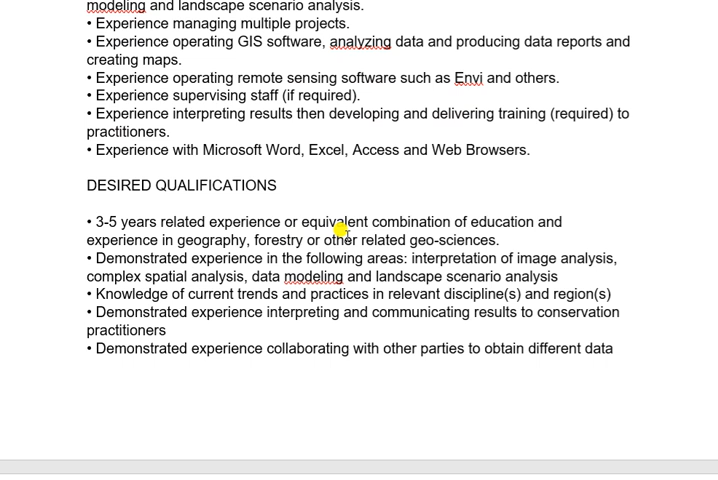 modeling and landscape scenario analysis.
• Experience managing multiple projects.
• Experience operating GIS software, analyzing data and producing data reports and
creating maps.
• Experience operating remote sensing software such as Envi and others.
• Experience supervising staff (if required).
• Experience interpreting results then developing and delivering training (required) to
practitioners.
• Experience with Microsoft Word, Excel, Access and Web Browsers.
DESIRED QUALIFICATIONS
• 3-5 years related experience or equivalent combination of education and
experience in geography, forestry or other related geo-sciences.
• Demonstrated experience in the following areas: interpretation of image analysis,
complex spatial analysis, data modeling and landscape scenario analysis
• Knowledge of current trends and practices in relevant discipline(s) and region(s)
• Demonstrated experience interpreting and communicating results to conservation
practitioners
• Demonstrated experience collaborating with other parties to obtain different data